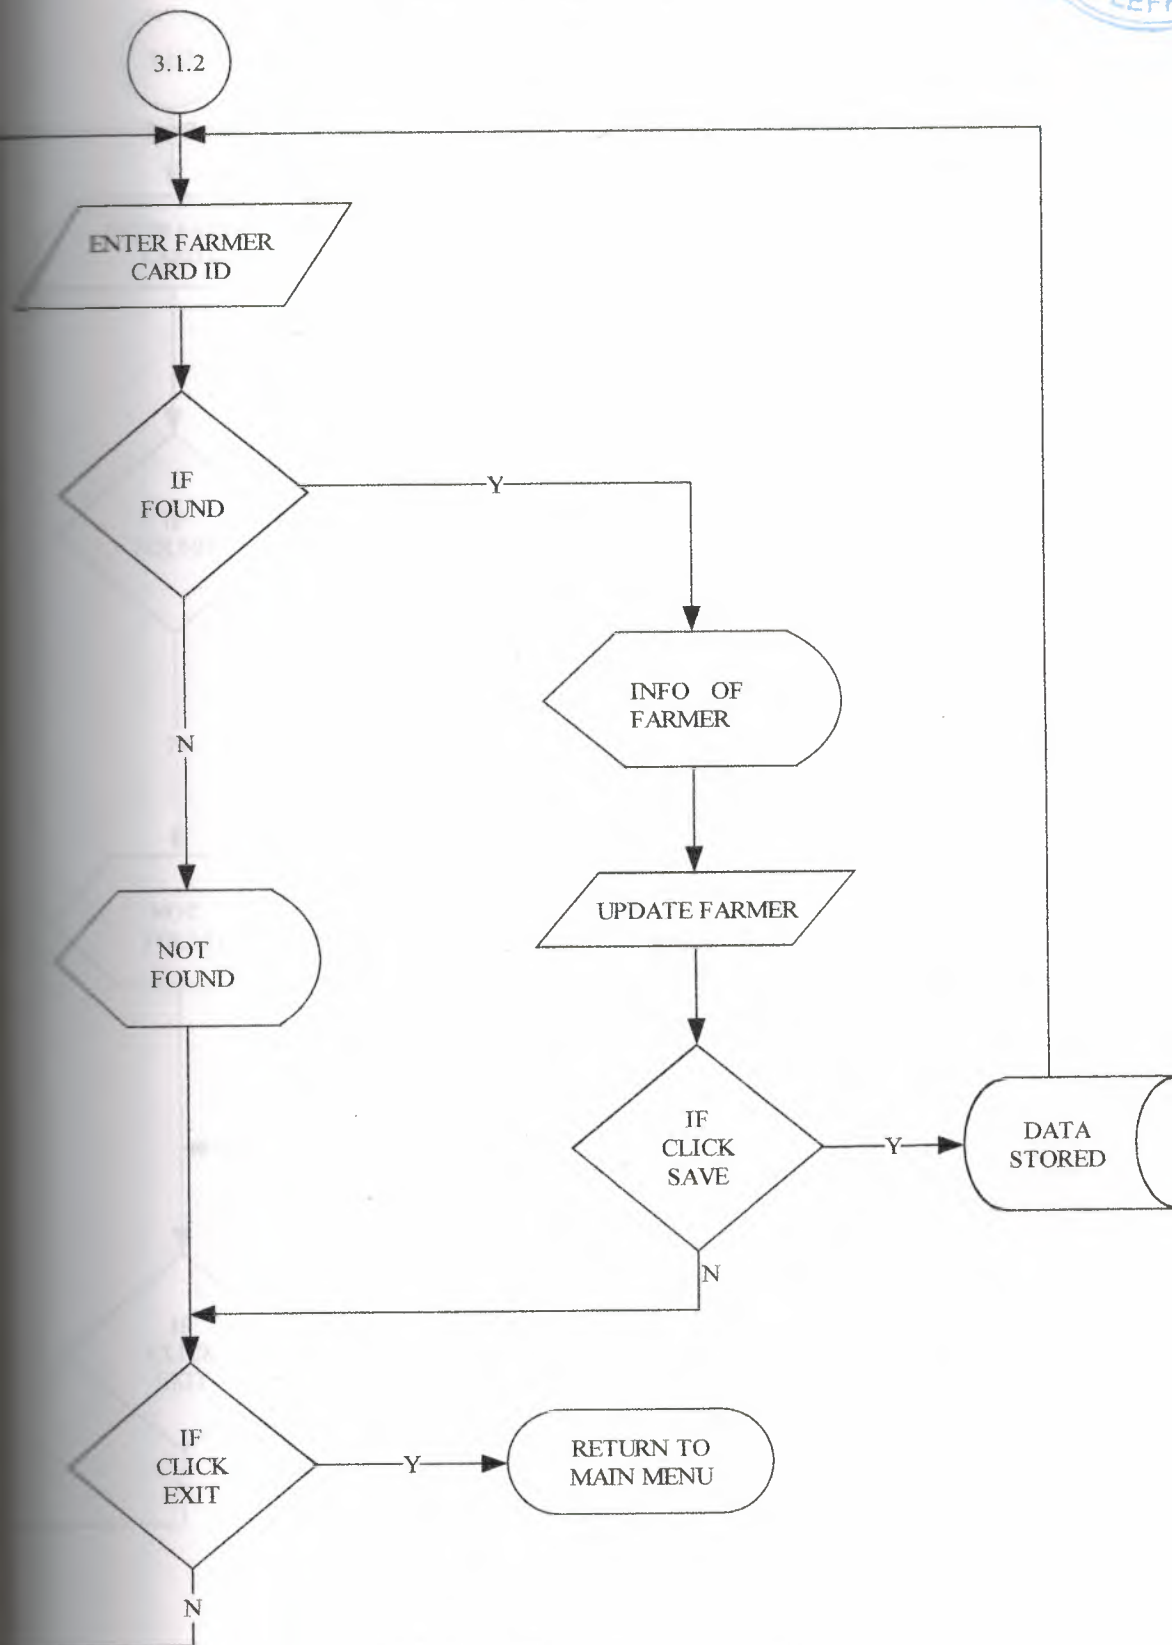 3.1.2
ENTER FARMER
CARD ID
IF
FOUND
Y
INFO OF
FARMER
N
UPDATE FARMER
NOT
FOUND
IF
CLICK
SAVE
Y
DATA
STORED
N
IF
CLICK
EXIT
Y
RETURN TO
MAIN MENU
N